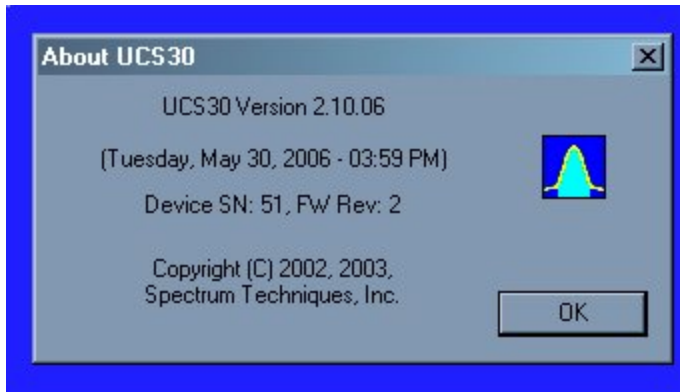 About UCS30
UCS30 Version 2.10.06
(Tuesday, May 30, 2006 - 03:59 PM)
Device SN: 51, FW Rev: 2
Copyright (C) 2002, 2003,
Spectrum Techniques, Inc.
OK